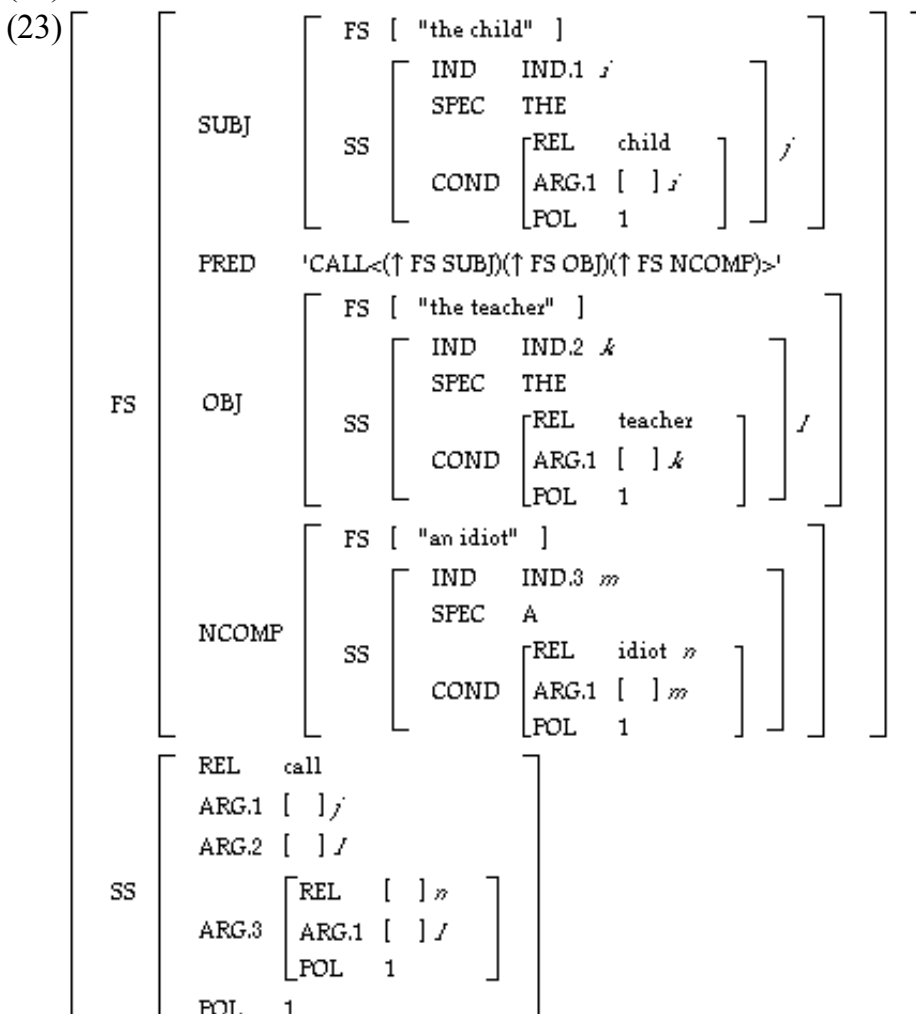 (23)
FS [ "the child" ]
IND IND.1 i
SPEC THE
SUBJ
SS
REL child
j
COND ARG.1 [ ] i
POL 1
PRED 'CALL<(↑ FS SUBJ)(↑ FS OBJ)(↑ FS NCOMP)>'
FS [ "the teacher" ]
IND IND.2 k
SPEC THE
FS OBJ
SS
REL teacher
l
COND ARG.1 [ ] k
POL 1
FS [ "an idiot" ]
IND IND.3 m
SPEC A
NCOMP
SS
REL idiot n
COND ARG.1 [ ] m
POL 1
REL call
ARG.1 [ ] j
ARG.2 [ ] l
SS
REL [ ] n
ARG.3 ARG.1 [ ] l
POL 1
POL 1